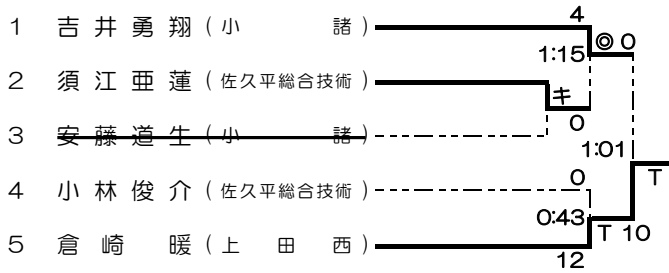 1 吉井勇翔(小 諸) 4
◎ 0
1:15
2 須江亜蓮(佐久平総合技術)
キ
0
3 安藤道生(小 諸)
1:01
0
T
4 小林俊介(佐久平総合技術)
0:43
T 10
5 倉崎 暖(上 田 西)
12